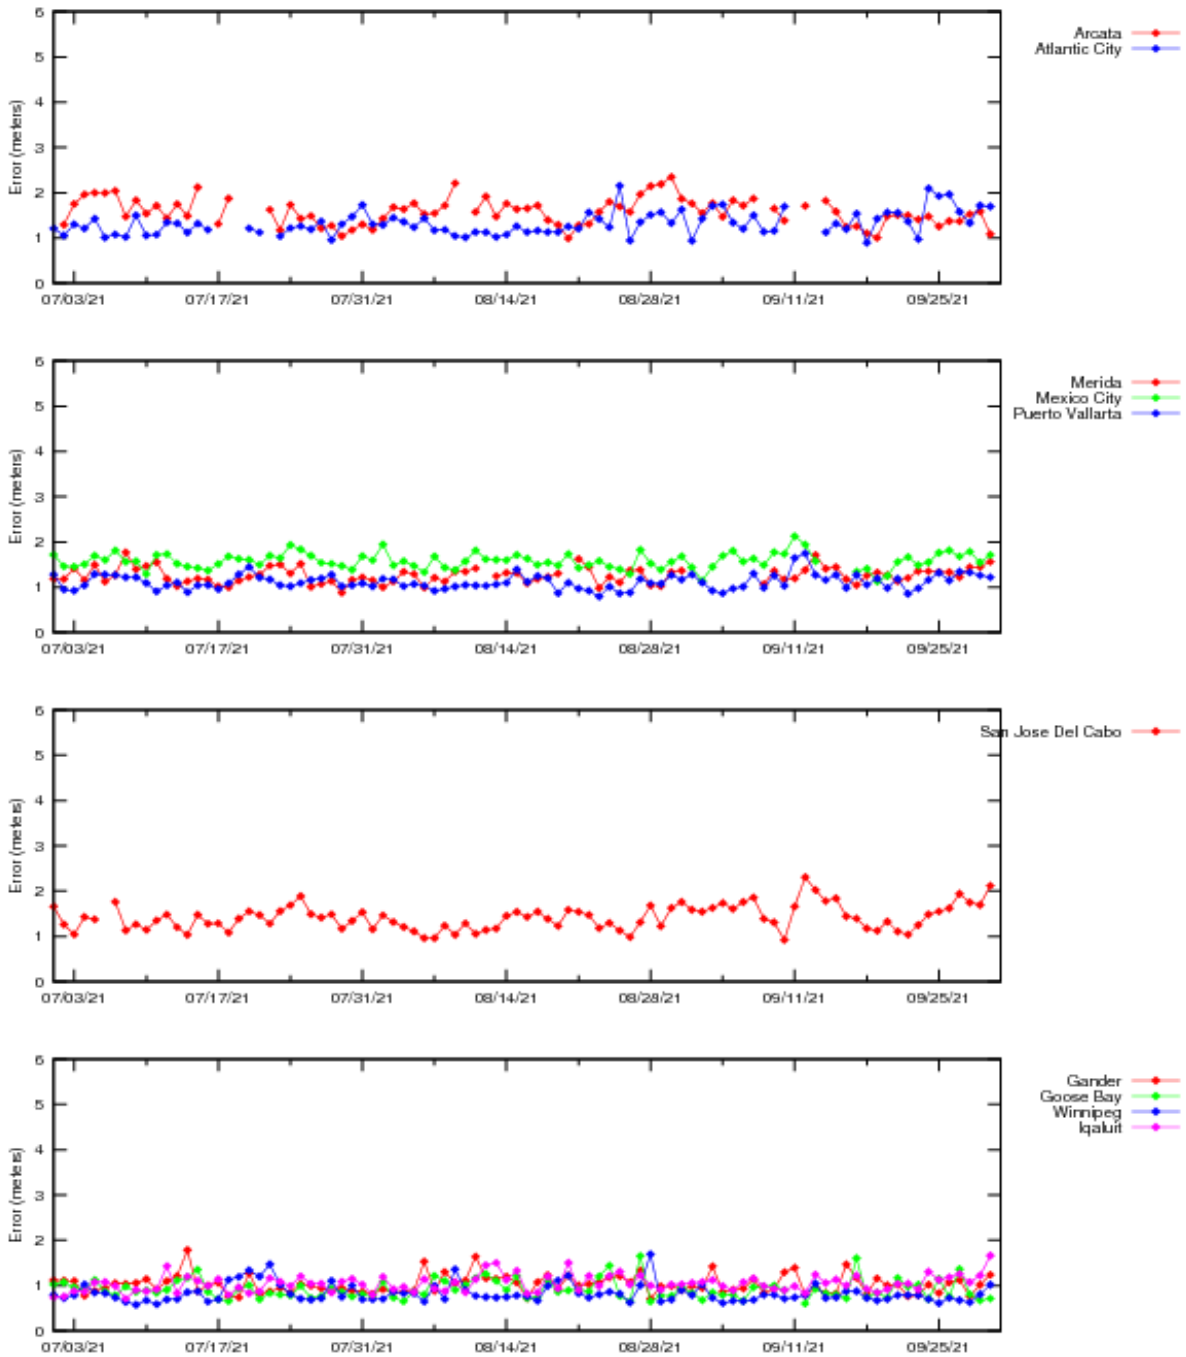 6
5
4
3
2
1
0
Error (meters)
07/03/21 07/17/21 07/31/21 08/14/21 08/28/21 09/11/21 09/25/21
Arcata
Atlantic City
6
5
4
3
2
1
0
Error (meters)
07/03/21 07/17/21 07/31/21 08/14/21 08/28/21 09/11/21 09/25/21
Merida
Mexico City
Puerto Vallarta
6
5
4
3
2
1
0
Error (meters)
07/03/21 07/17/21 07/31/21 08/14/21 08/28/21 09/11/21 09/25/21
San Jose Del Cabo
6
5
4
3
2
1
0
Error (meters)
07/03/21 07/17/21 07/31/21 08/14/21 08/28/21 09/11/21 09/25/21
Gander
Goose Bay
Winnipeg
Iqaluit